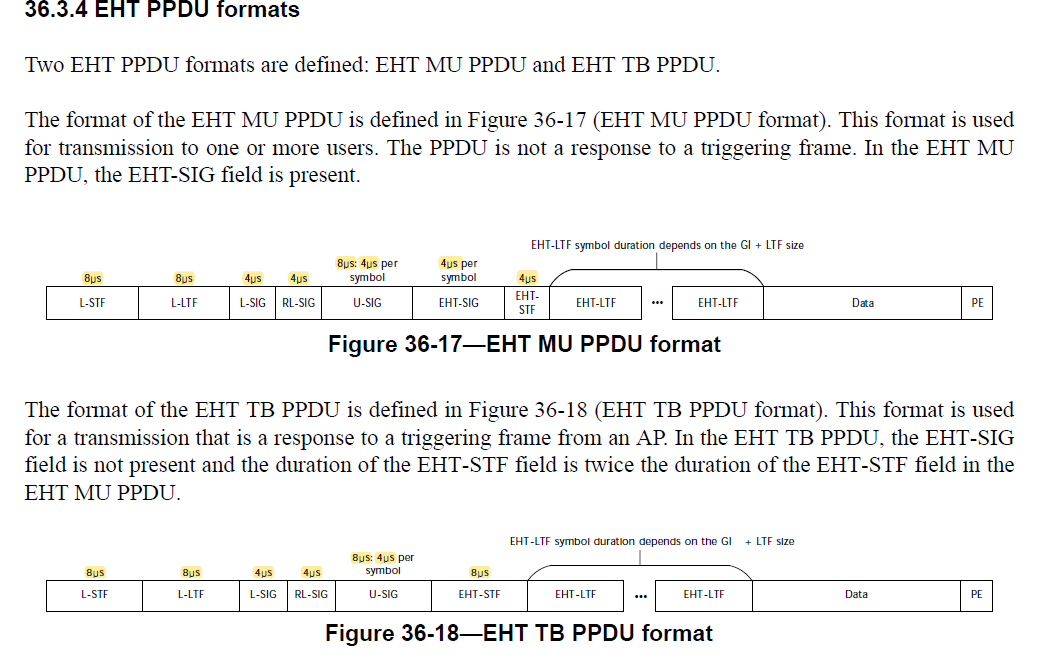 36.3.4 EHT PPDU formats
Two EHT PPDU formats are defined: EHT MU PPDU and EHT TB PPDU.
The format of the EHT MU PPDU is defined in Figure 36-17 (EHT MU PPDU format). This format is used
for transmission to one or more users. The PPDU is not a response to a triggering frame. In the EHT MU
PPDU, the EHT-SIG field is present.
EHT-LTF symbol duration depends on the GI + LTF size
8µs: 4µs per 4µs per
8µs 8µs 4µs 4µs symbol symbol 4µs
L-STF L-LTF L-SIG RL-SIG U-SIG EHT-SIG EHT-
STF EHT-LTF ••• EHT-LTF Data PE
Figure 36-17—EHT MU PPDU format
The format of the EHT TB PPDU is defined in Figure 36-18 (EHT TB PPDU format). This format is used
for a transmission that is a response to a triggering frame from an AP. In the EHT TB PPDU, the EHT-SIG
field is not present and the duration of the EHT-STF field is twice the duration of the EHT-STF field in the
EHT MU PPDU.
EHT-LTF symbol duration depends on the GI + LTF size
8µs: 4µs per
8µs 8µs 4µs 4µs symbol 8µs
L-STF L-LTF L-SIG RL-SIG U-SIG EHT-STF EHT-LTF ••• EHT-LTF Data PE
Figure 36-18—EHT TB PPDU format